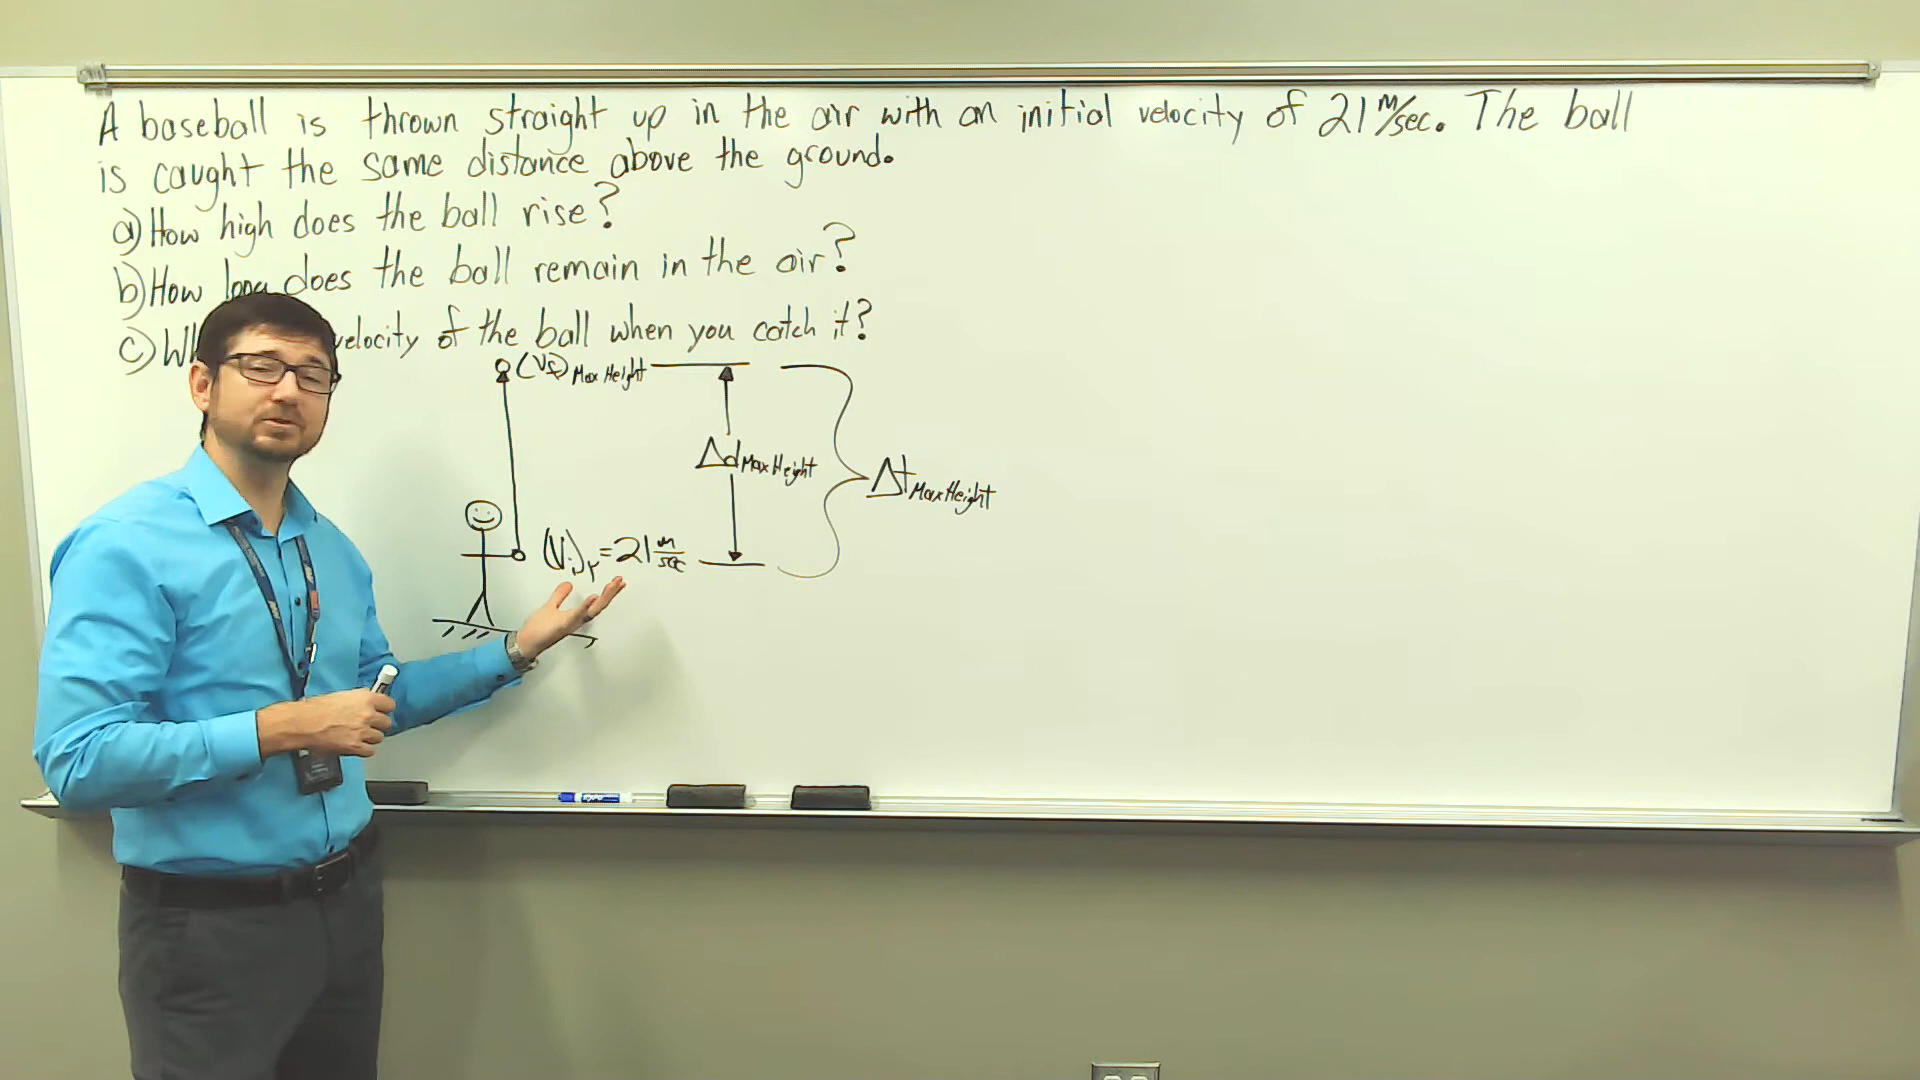 A baseball is thrown straight up in the air with an initial velocity of 21 m/sec. The ball
is caught the same distance above the ground.
a) How high does the ball rise?
b) How long does the ball remain in the air?
c) velocity of the ball when you catch it?
(Vf) Max Height
Δd Max Height
Δt Max Height
(Vi)Y = 21 m/sec